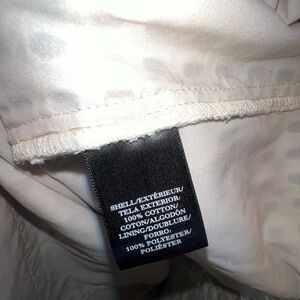 SHELL/EXTÉRIEUR/
TELA EXTERIOR:
100% COTTON/
COTON/ALGODÓN
LINING/DOUBLURE/
FORRO:
100% POLYESTER/
POLIÉSTER